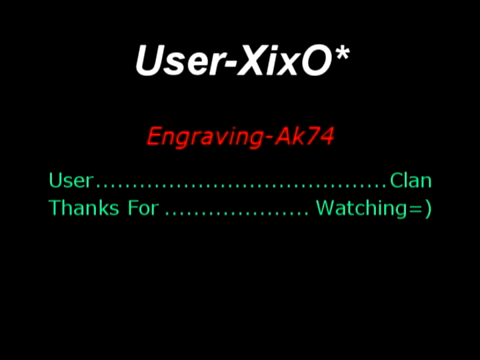 User-XixO*
Engraving-Ak74
User........................................Clan
Thanks For .................... Watching=)